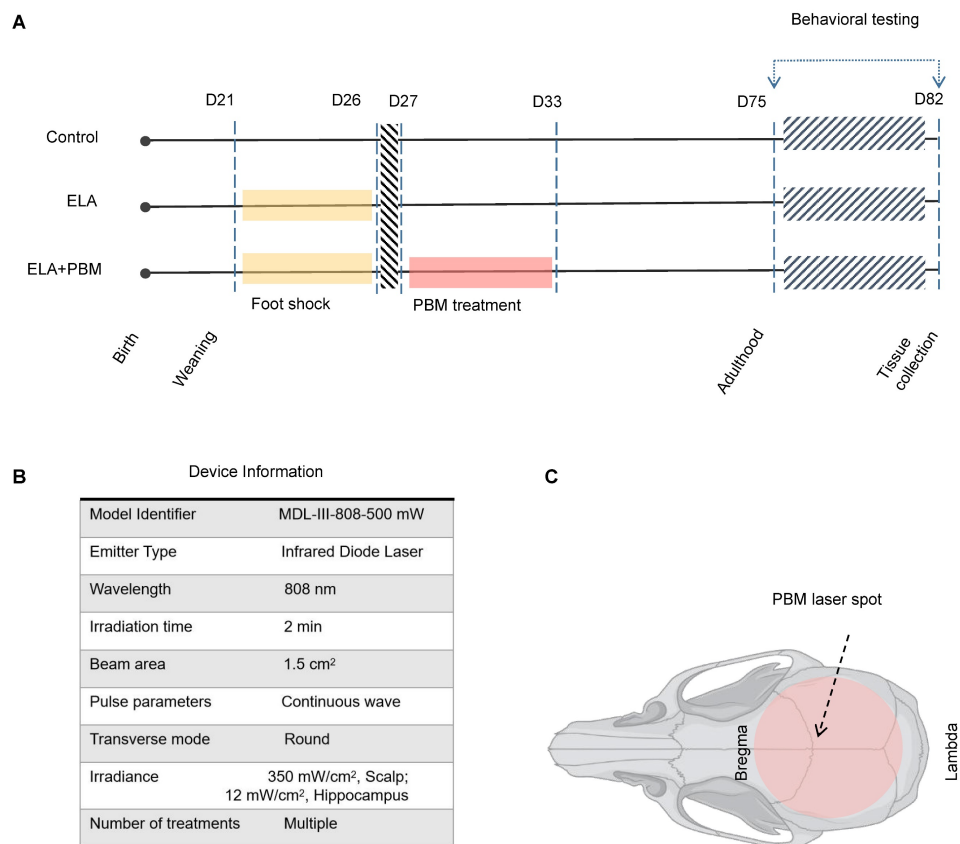 A
Behavioral testing
D21
D26
D27
D33
D75
D82
Control
ELA
ELA+PBM
Foot shock
PBM treatment
Birth
Weaning
Adulthood
Tissue
collection
B
Device Information
Model Identifier MDL-III-808-500 mW
Emitter Type Infrared Diode Laser
Wavelength 808 nm
Irradiation time 2 min
Beam area 1.5 cm²
Pulse parameters Continuous wave
Transverse mode Round
Irradiance 350 mW/cm², Scalp;
12 mW/cm², Hippocampus
Number of treatments Multiple
C
PBM laser spot
Bregma
Lambda